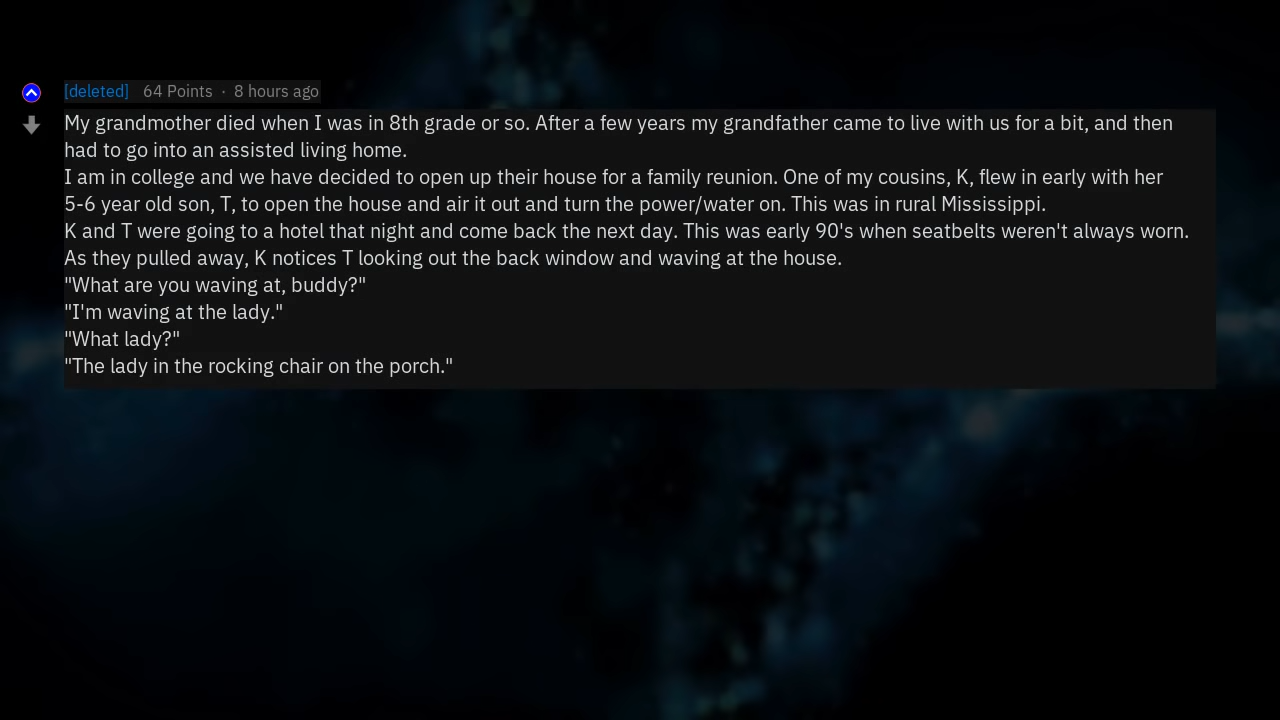 [deleted] 64 Points · 8 hours ago
My grandmother died when I was in 8th grade or so. After a few years my grandfather came to live with us for a bit, and then
had to go into an assisted living home.
I am in college and we have decided to open up their house for a family reunion. One of my cousins, K, flew in early with her
5-6 year old son, T, to open the house and air it out and turn the power/water on. This was in rural Mississippi.
K and T were going to a hotel that night and come back the next day. This was early 90's when seatbelts weren't always worn.
As they pulled away, K notices T looking out the back window and waving at the house.
"What are you waving at, buddy?"
"I'm waving at the lady."
"What lady?"
"The lady in the rocking chair on the porch."